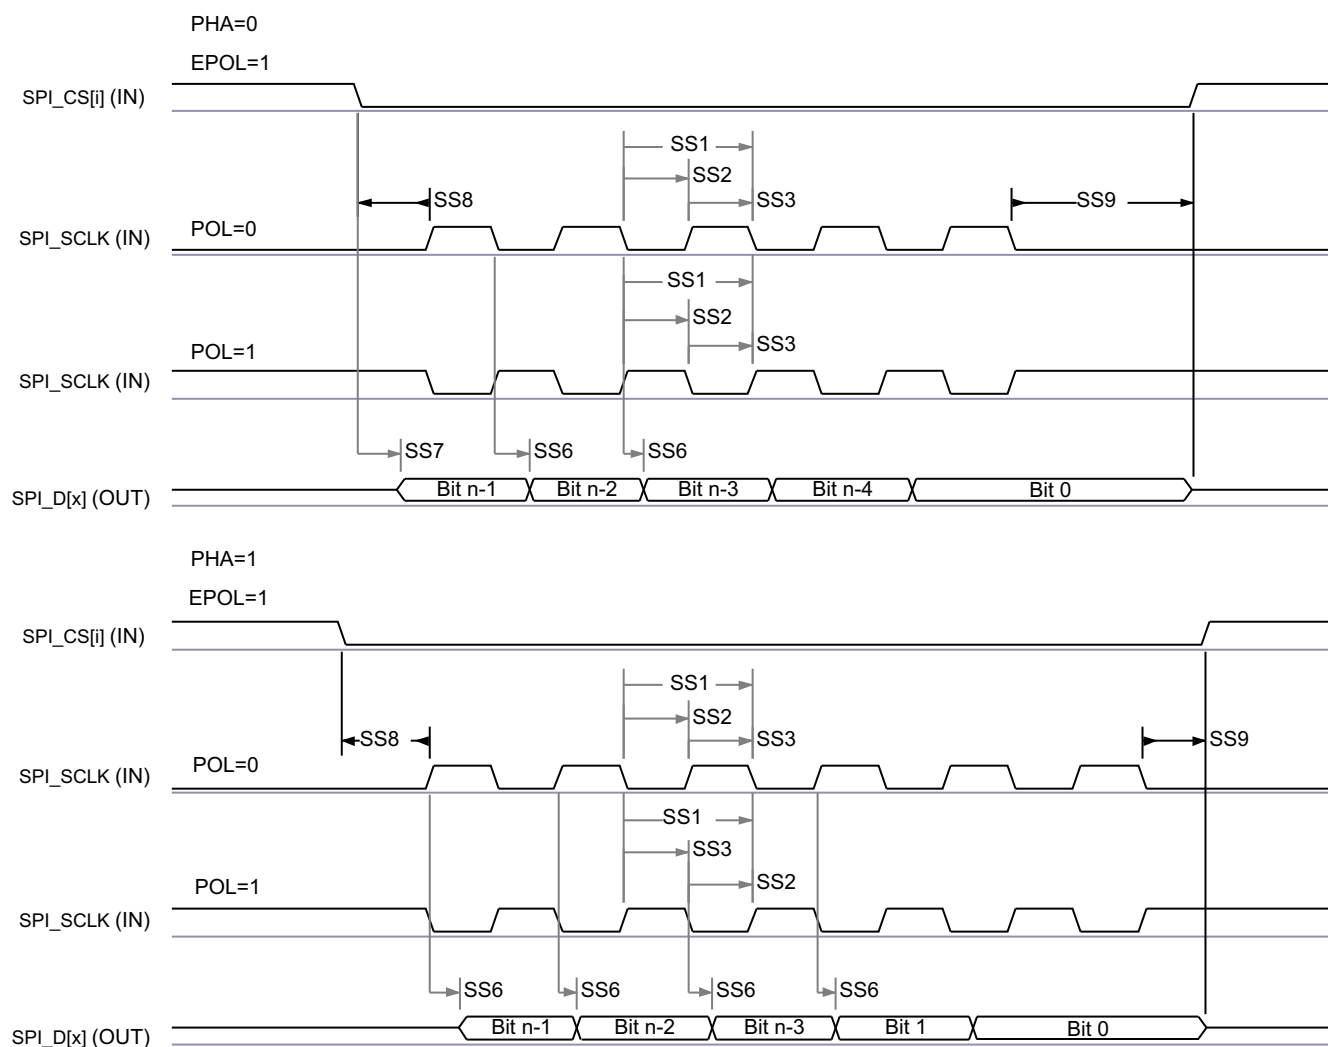 PHA=0
EPOL=1
SPI_CS[i] (IN)
SS1
SS2
SS8
SS3
SS9
POL=0
SPI_SCLK (IN)
SS1
SS2
SS3
POL=1
SPI_SCLK (IN)
SS7
SS6
SS6
SPI_D[x] (OUT)
Bit n-1
Bit n-2
Bit n-3
Bit n-4
Bit 0
PHA=1
EPOL=1
SPI_CS[i] (IN)
SS1
SS2
SS8
SS3
SS9
POL=0
SPI_SCLK (IN)
SS1
SS3
SS2
POL=1
SPI_SCLK (IN)
SS6
SS6
SS6
SS6
SPI_D[x] (OUT)
Bit n-1
Bit n-2
Bit n-3
Bit 1
Bit 0